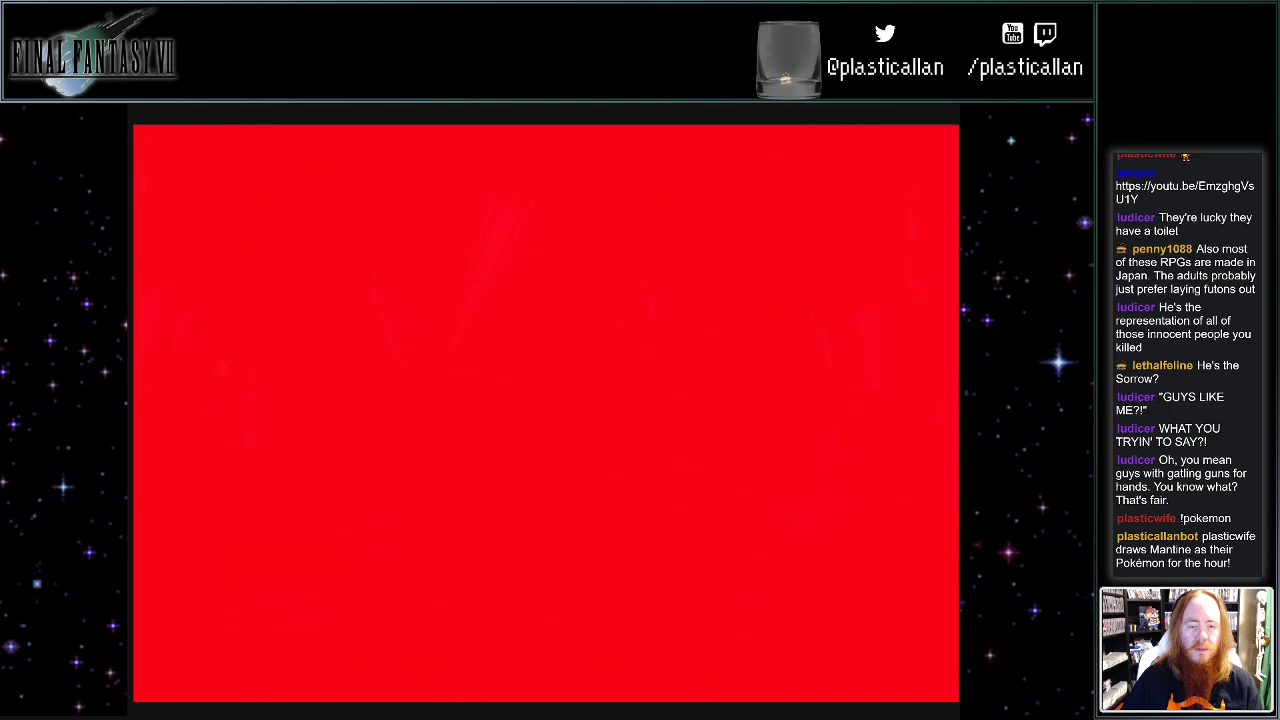 FINAL FANTASY VII
@plasticallan
You
Tube
/plasticallan
plasticwife
https://youtu.be/EmzghgVs
U1Y
ludicer They're lucky they
have a toilet
penny1088 Also most
of these RPGs are made in
Japan. The adults probably
just prefer laying futons out
ludicer He's the
representation of all of
those innocent people you
killed
lethalfeline He's the
Sorrow?
ludicer "GUYS LIKE
ME?!"
ludicer WHAT YOU
TRYIN' TO SAY?!
ludicer Oh, you mean
guys with gatling guns for
hands. You know what?
That's fair.
plasticwife !pokemon
plasticallanbot plasticwife
draws Mantine as their
Pokémon for the hour!